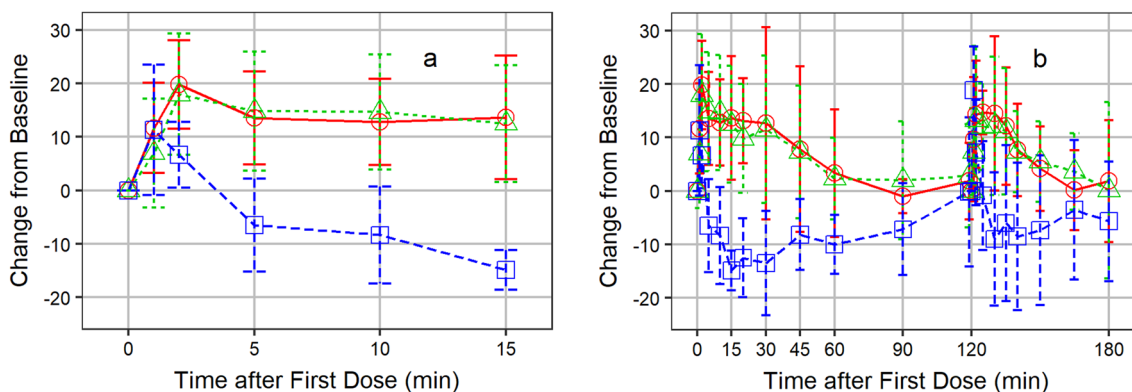 a
30
20
10
0
-10
-20
Change from Baseline
0 5 10 15
Time after First Dose (min)
b
30
20
10
0
-10
-20
Change from Baseline
0 15 30 45 60 90 120 180
Time after First Dose (min)